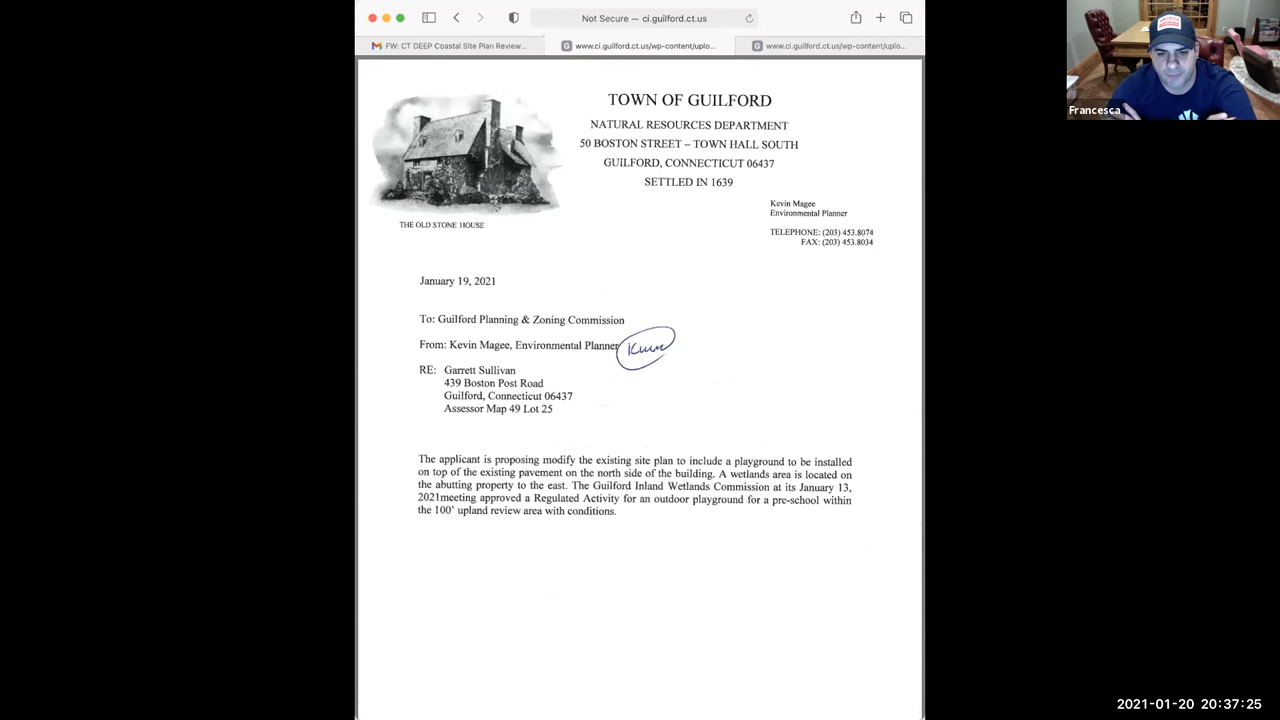 Not Secure — ci.guilford.ct.us
FW: CT DEEP Coastal Site Plan Review...
www.ci.guilford.ct.us/wp-content/uplo...
www.ci.guilford.ct.us/wp-content/uplo...
TOWN OF GUILFORD
NATURAL RESOURCES DEPARTMENT
50 BOSTON STREET – TOWN HALL SOUTH
GUILFORD, CONNECTICUT 06437
SETTLED IN 1639
THE OLD STONE HOUSE
Kevin Magee
Environmental Planner
TELEPHONE: (203) 453.8074
FAX: (203) 453.8034
January 19, 2021
To: Guilford Planning & Zoning Commission
From: Kevin Magee, Environmental Planner
RE: Garrett Sullivan
439 Boston Post Road
Guilford, Connecticut 06437
Assessor Map 49 Lot 25
The applicant is proposing modify the existing site plan to include a playground to be installed
on top of the existing pavement on the north side of the building. A wetlands area is located on
the abutting property to the east. The Guilford Inland Wetlands Commission at its January 13,
2021meeting approved a Regulated Activity for an outdoor playground for a pre-school within
the 100' upland review area with conditions.
Francesca
2021-01-20 20:37:25